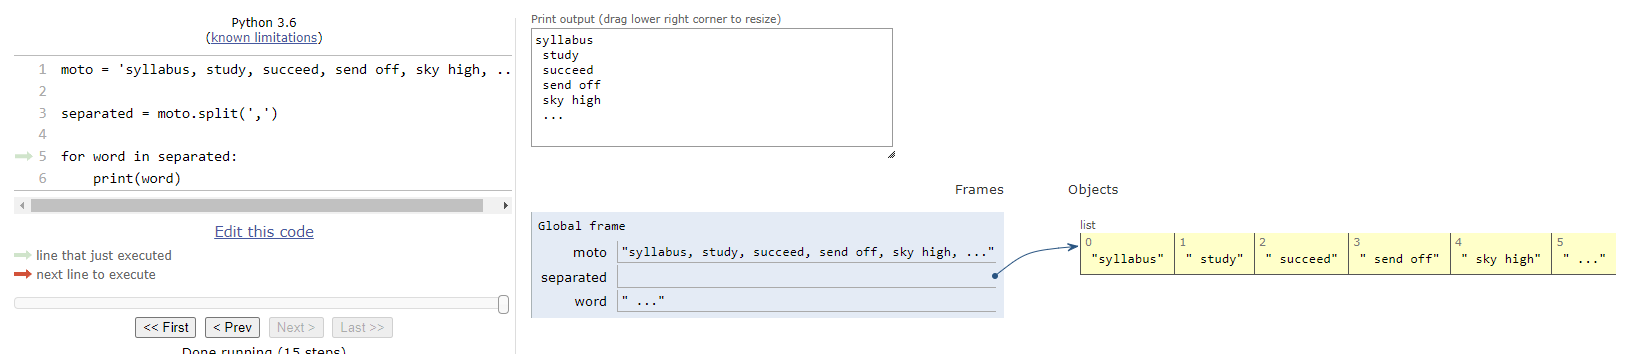 Python 3.6
(known limitations)
1 moto = 'syllabus, study, succeed, send off, sky high, ..
2
3 separated = moto.split(',')
4
5 for word in separated:
6     print(word)
Edit this code
line that just executed
next line to execute
<< First < Prev Next > Last >>
Done running (15 steps)
Print output (drag lower right corner to resize)
syllabus
 study
 succeed
 send off
 sky high
 ...
Frames
Objects
Global frame
moto "syllabus, study, succeed, send off, sky high, ..."
separated
word " ..."
list
0 1 2 3 4 5
"syllabus" " study" " succeed" " send off" " sky high" " ..."